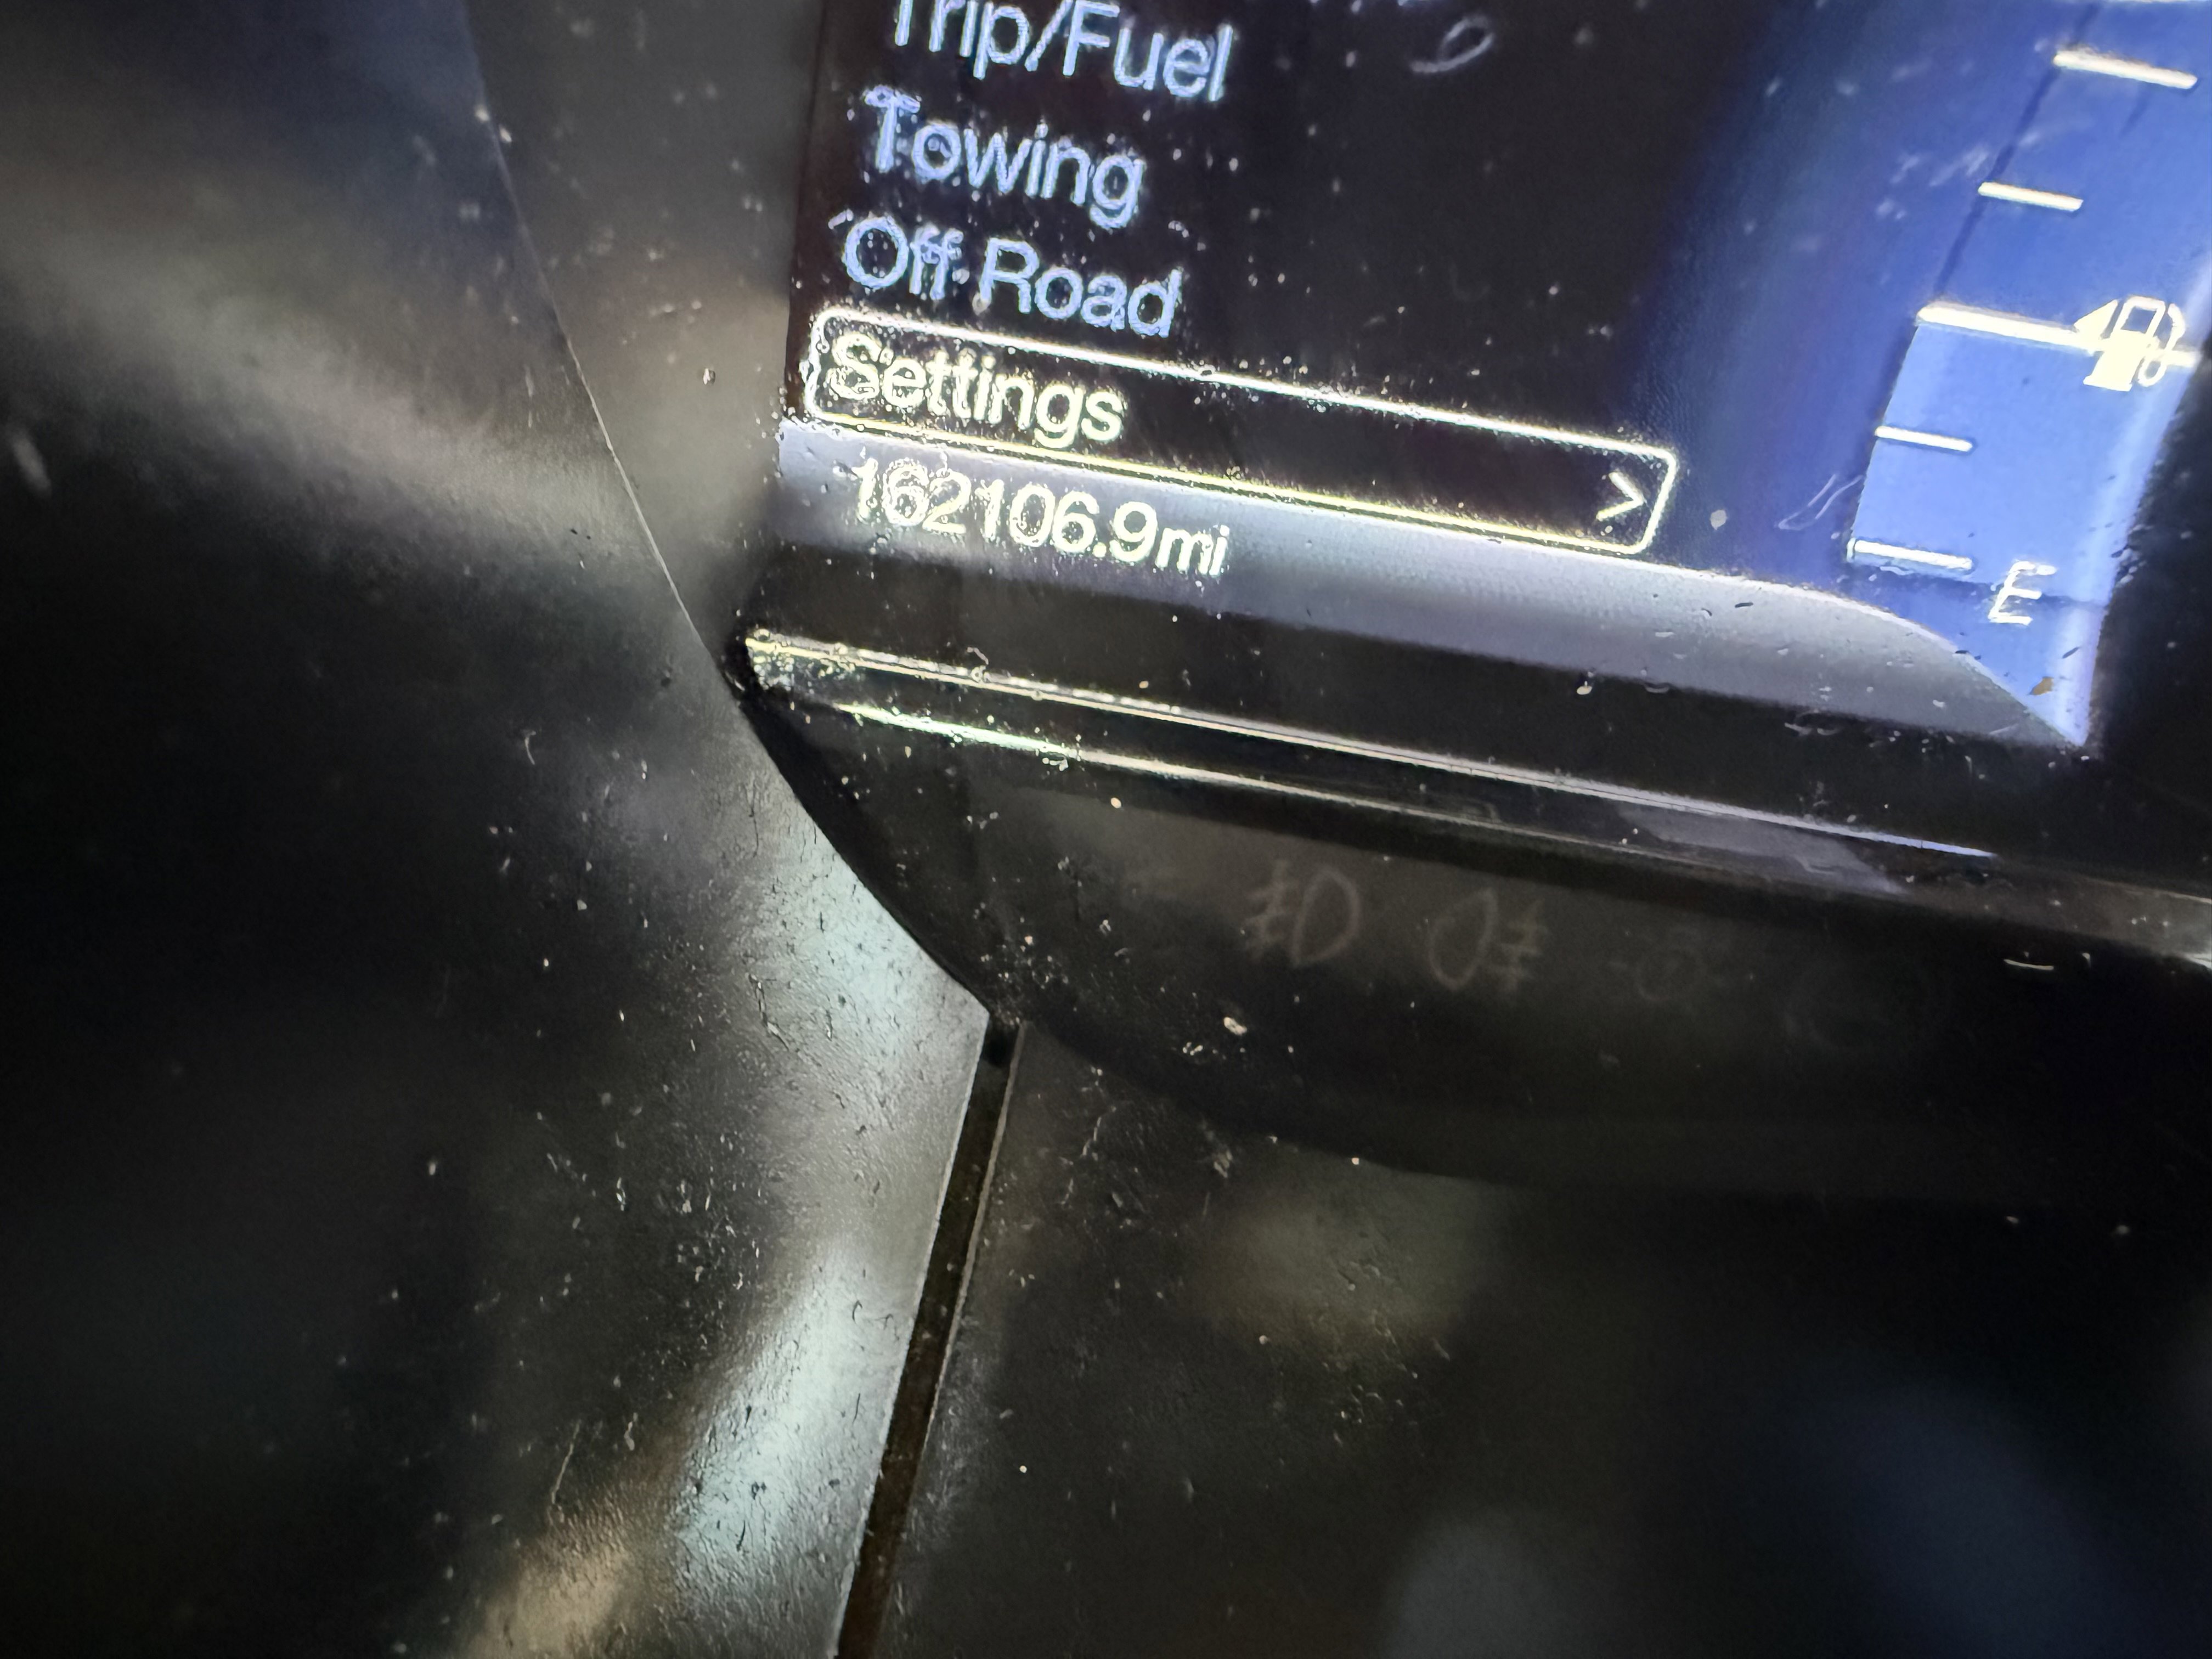 Trip/Fuel
Towing
Off Road
Settings >
162106.9mi
E